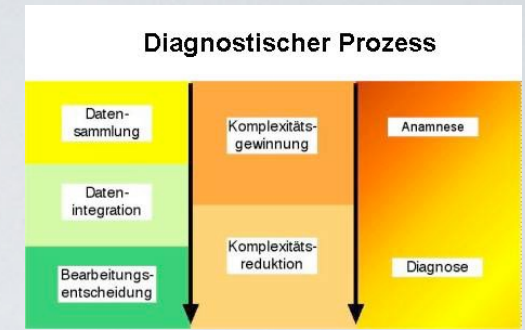 Diagnostischer Prozess
Daten-
sammlung
Daten-
integration
Bearbeitungs-
entscheidung
Komplexitäts-
gewinnung
Komplexitäts-
reduktion
Anamnese
Diagnose